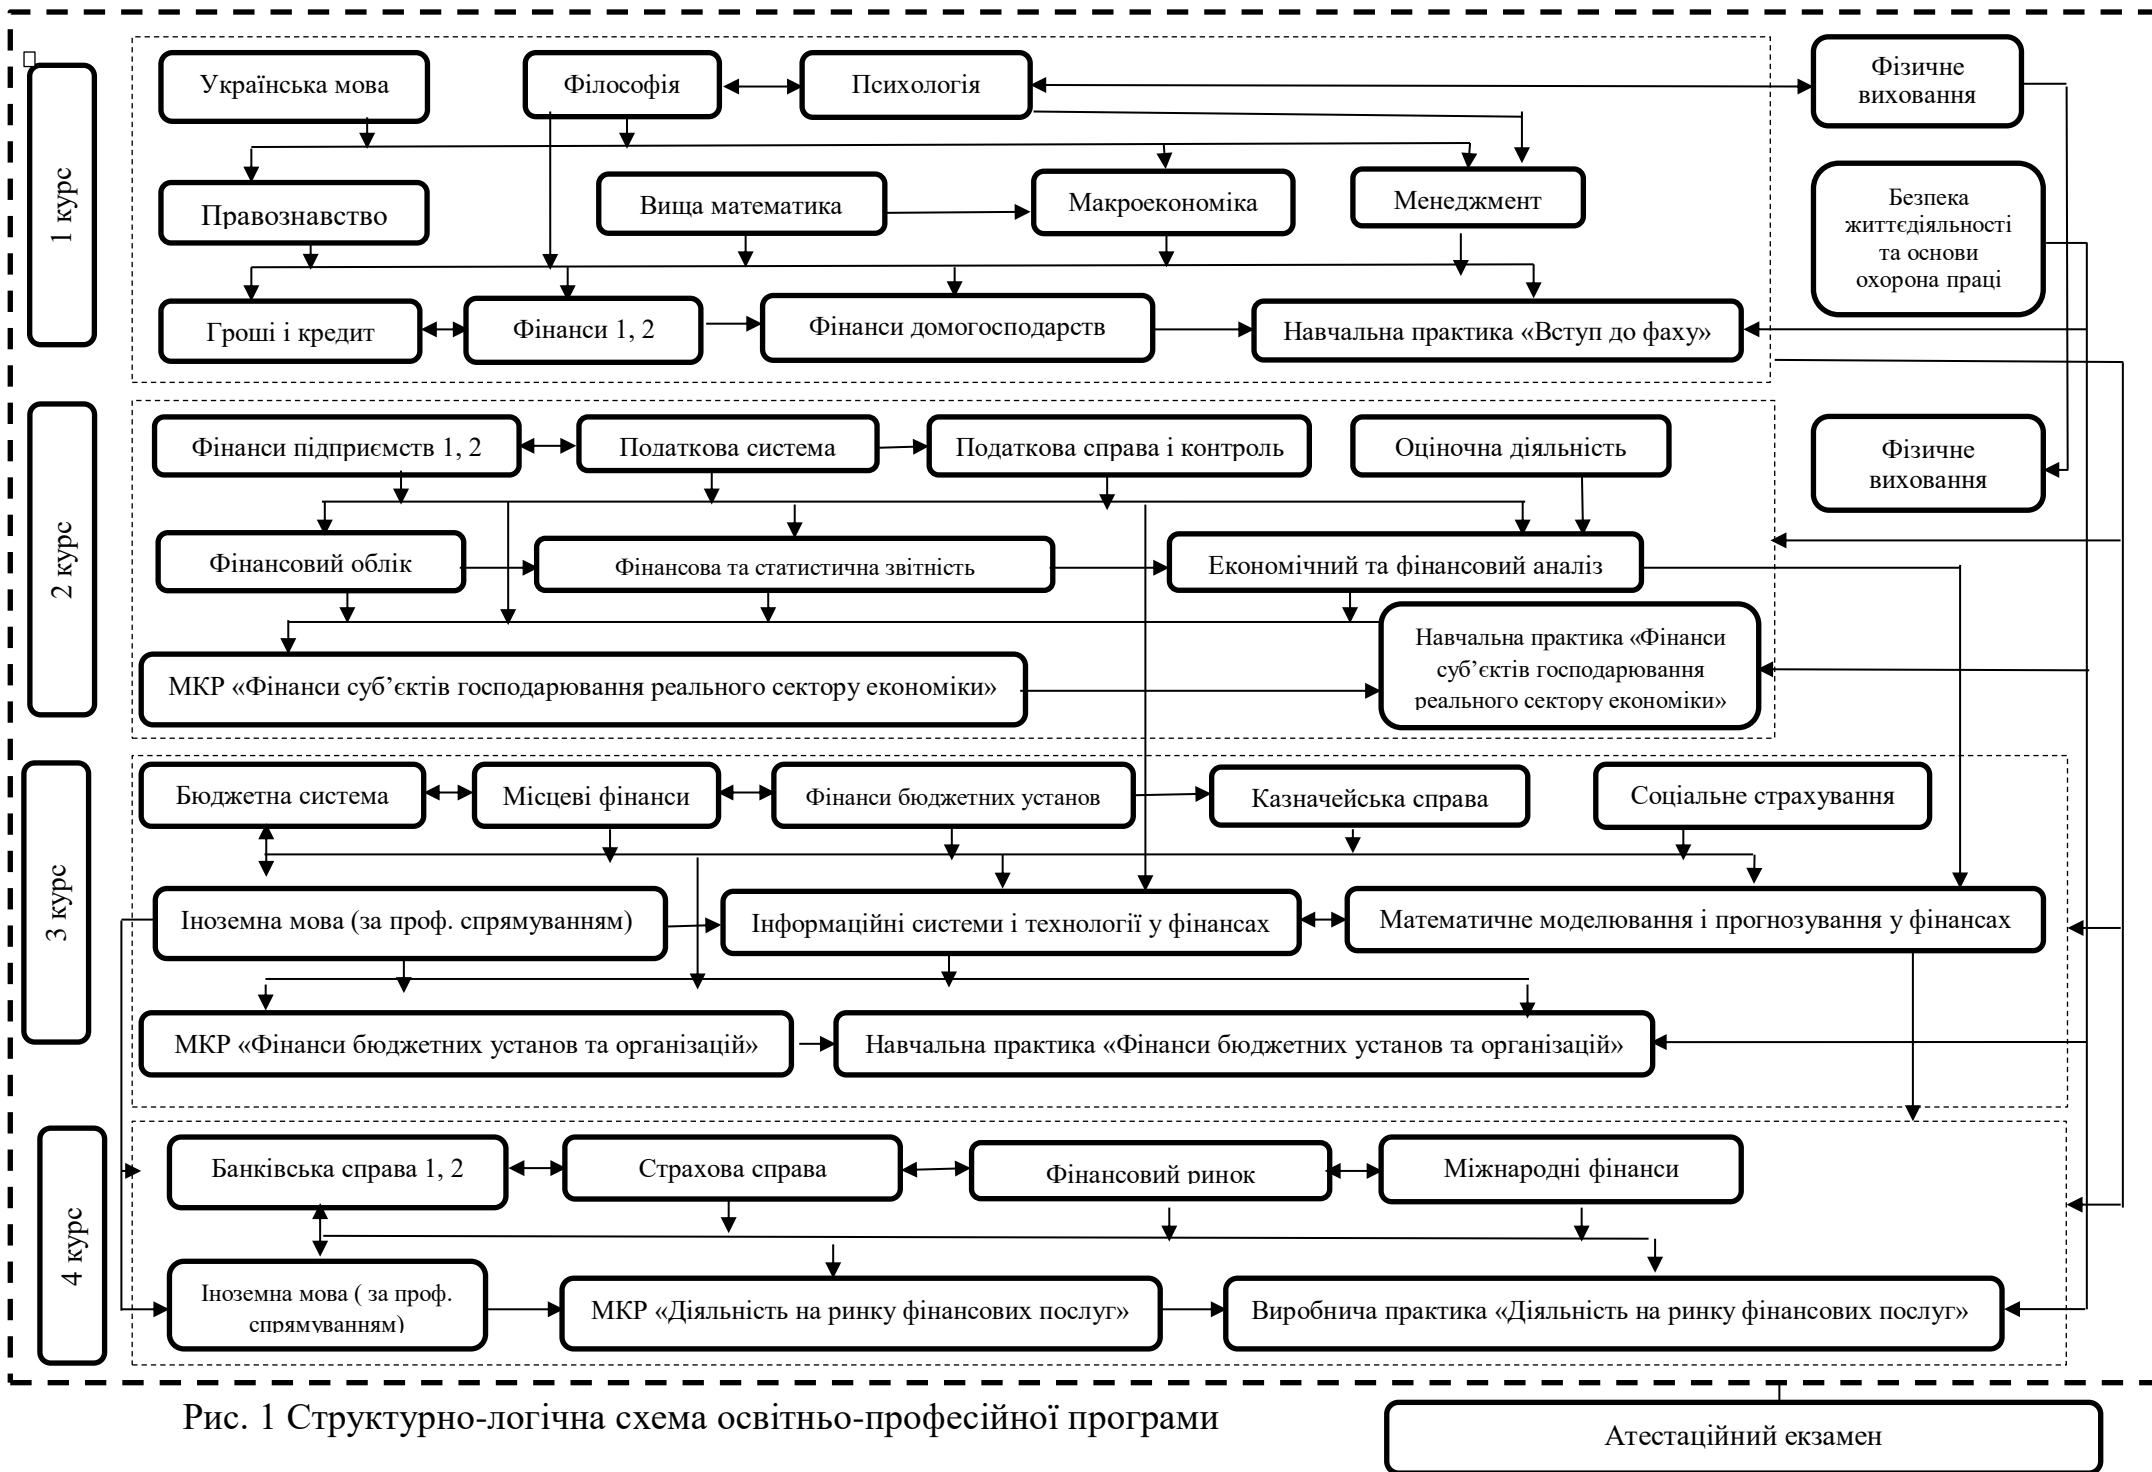 1 курс
Українська мова
Філософія
Психологія
Фізичне
виховання
Правознавство
Вища математика
Макроекономіка
Менеджмент
Безпека
життєдіяльності
та основи
охорона праці
Гроші і кредит
Фінанси 1, 2
Фінанси домогосподарств
Навчальна практика «Вступ до фаху»
2 курс
Фінанси підприємств 1, 2
Податкова система
Податкова справа і контроль
Оціночна діяльність
Фізичне
виховання
Фінансовий облік
Фінансова та статистична звітність
Економічний та фінансовий аналіз
МКР «Фінанси суб’єктів господарювання реального сектору економіки»
Навчальна практика «Фінанси
суб’єктів господарювання
реального сектору економіки»
3 курс
Бюджетна система
Місцеві фінанси
Фінанси бюджетних установ
Казначейська справа
Соціальне страхування
Іноземна мова (за проф. спрямуванням)
Інформаційні системи і технології у фінансах
Математичне моделювання і прогнозування у фінансах
МКР «Фінанси бюджетних установ та організацій»
Навчальна практика «Фінанси бюджетних установ та організацій»
4 курс
Банківська справа 1, 2
Страхова справа
Фінансовий ринок
Міжнародні фінанси
Іноземна мова ( за проф.
спрямуванням)
МКР «Діяльність на ринку фінансових послуг»
Виробнича практика «Діяльність на ринку фінансових послуг»
Рис. 1 Структурно-логічна схема освітньо-професійної програми
Атестаційний екзамен